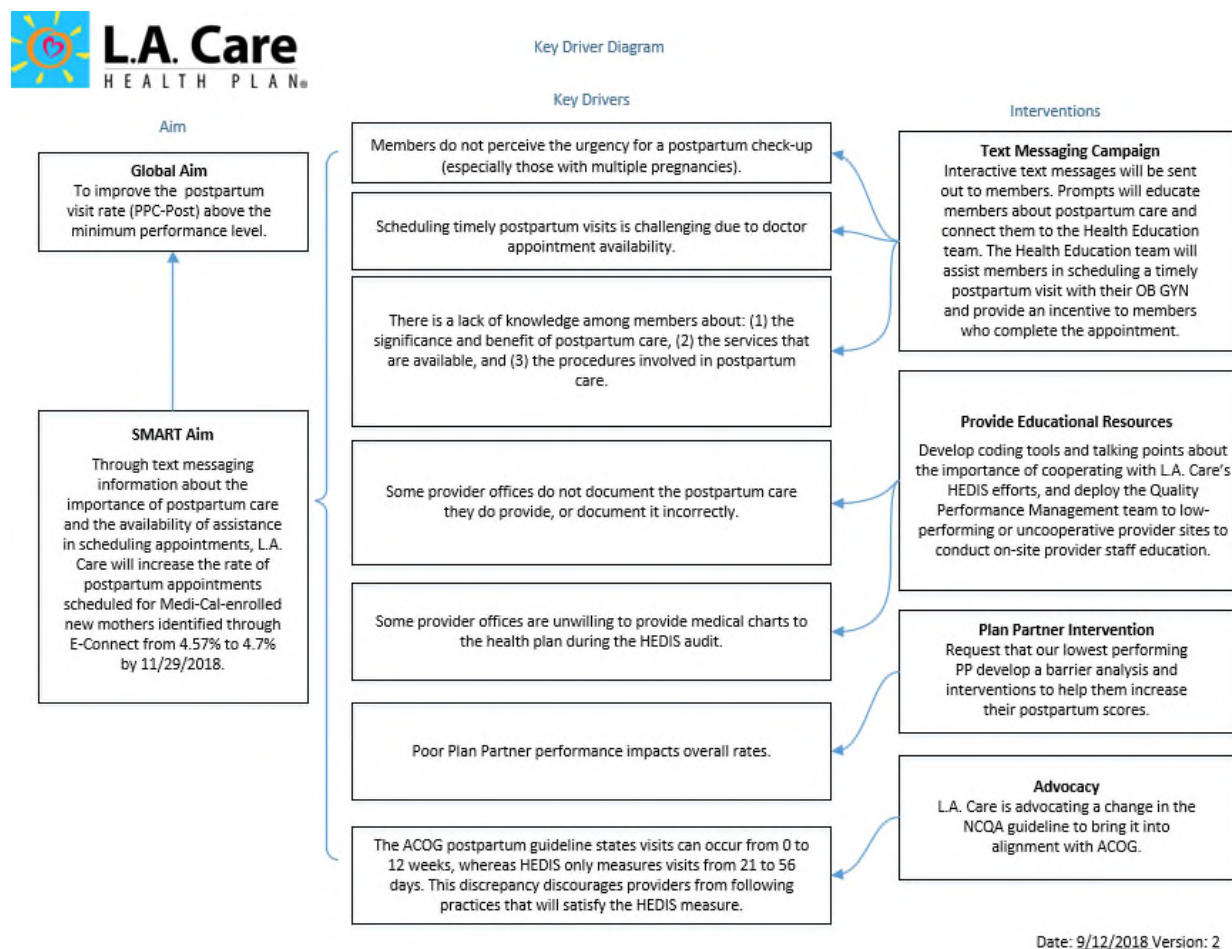 L.A. Care
HEALTH PLAN®
Key Driver Diagram
Aim
Key Drivers
Interventions
Global Aim
To improve the postpartum
visit rate (PPC-Post) above the
minimum performance level.
SMART Aim
Through text messaging
information about the
importance of postpartum care
and the availability of assistance
in scheduling appointments, L.A.
Care will increase the rate of
postpartum appointments
scheduled for Medi-Cal-enrolled
new mothers identified through
E-Connect from 4.57% to 4.7%
by 11/29/2018.
Members do not perceive the urgency for a postpartum check-up
(especially those with multiple pregnancies).
Scheduling timely postpartum visits is challenging due to doctor
appointment availability.
There is a lack of knowledge among members about: (1) the
significance and benefit of postpartum care, (2) the services that
are available, and (3) the procedures involved in postpartum
care.
Some provider offices do not document the postpartum care
they do provide, or document it incorrectly.
Some provider offices are unwilling to provide medical charts to
the health plan during the HEDIS audit.
Poor Plan Partner performance impacts overall rates.
The ACOG postpartum guideline states visits can occur from 0 to
12 weeks, whereas HEDIS only measures visits from 21 to 56
days. This discrepancy discourages providers from following
practices that will satisfy the HEDIS measure.
Text Messaging Campaign
Interactive text messages will be sent
out to members. Prompts will educate
members about postpartum care and
connect them to the Health Education
team. The Health Education team will
assist members in scheduling a timely
postpartum visit with their OB GYN
and provide an incentive to members
who complete the appointment.
Provide Educational Resources
Develop coding tools and talking points about
the importance of cooperating with L.A. Care's
HEDIS efforts, and deploy the Quality
Performance Management team to low-
performing or uncooperative provider sites to
conduct on-site provider staff education.
Plan Partner Intervention
Request that our lowest performing
PP develop a barrier analysis and
interventions to help them increase
their postpartum scores.
Advocacy
L.A. Care is advocating a change in the
NCQA guideline to bring it into
alignment with ACOG.
Date: 9/12/2018 Version: 2